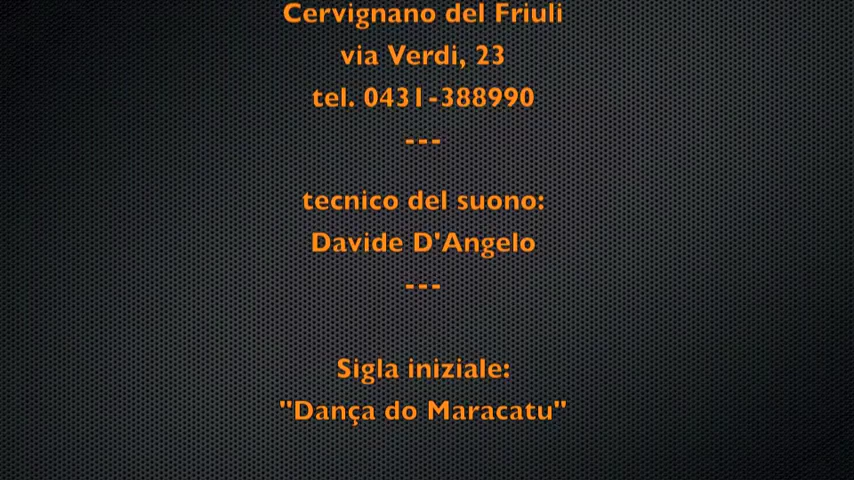 Cervignano del Friuli
via Verdi, 23
tel. 0431-388990
---
tecnico del suono:
Davide D'Angelo
---
Sigla iniziale:
"Dança do Maracatu"